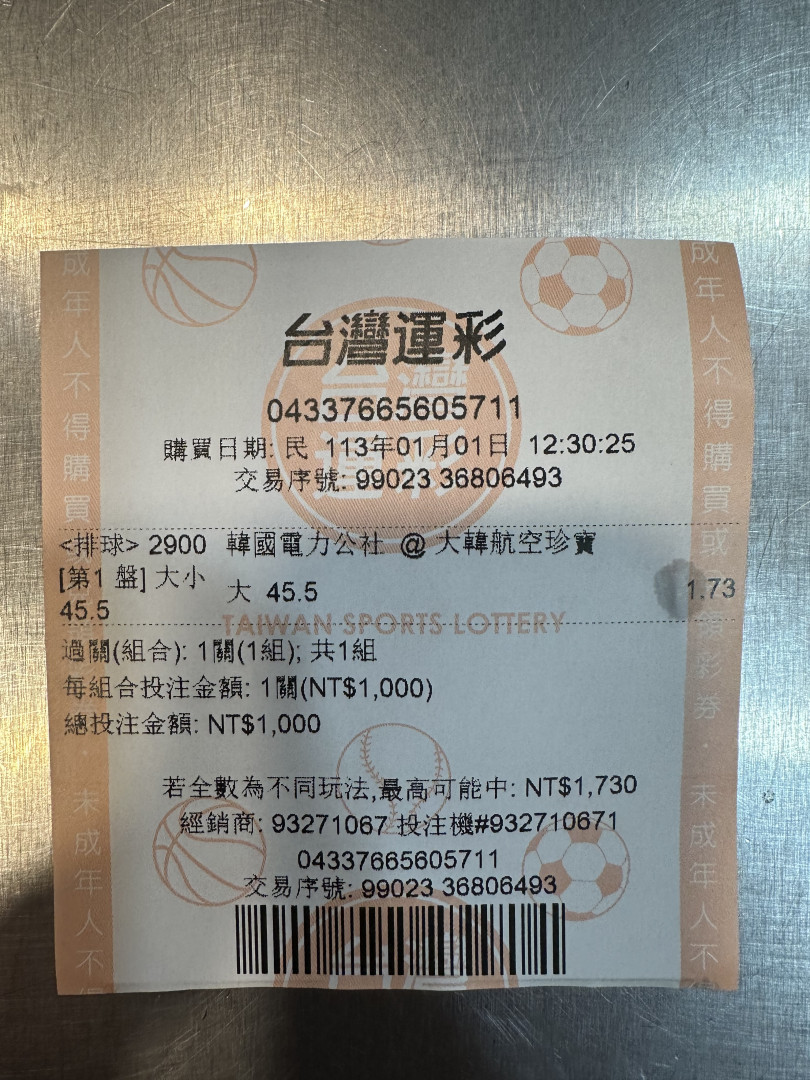 台灣運彩
04337665605711
購買日期: 民 113年01月01日 12:30:25
交易序號: 99023 36806493
<排球> 2900 韓國電力公社 @ 大韓航空珍寶
[第1 盤] 大小 大 45.5 1.73
45.5
TAIWAN SPORTS LOTTERY
過關(組合): 1關(1組); 共1組
每組合投注金額: 1關(NT$1,000)
總投注金額: NT$1,000
若全數為不同玩法,最高可能中: NT$1,730
經銷商: 93271067 投注機#932710671
04337665605711
交易序號: 99023 36806493
成年人不得購買
未成年人不
成年人不得購買或
券.未成年人不